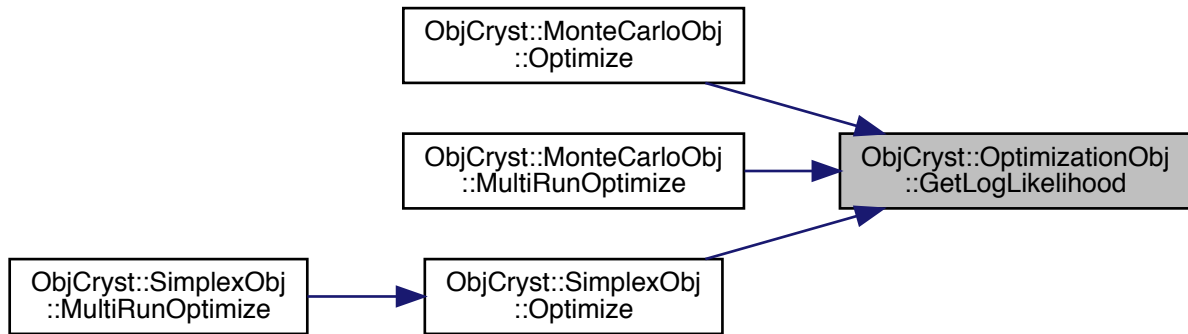 ObjCryst::MonteCarloObj
::Optimize
ObjCryst::MonteCarloObj
::MultiRunOptimize
ObjCryst::OptimizationObj
::GetLogLikelihood
ObjCryst::SimplexObj
::MultiRunOptimize
ObjCryst::SimplexObj
::Optimize